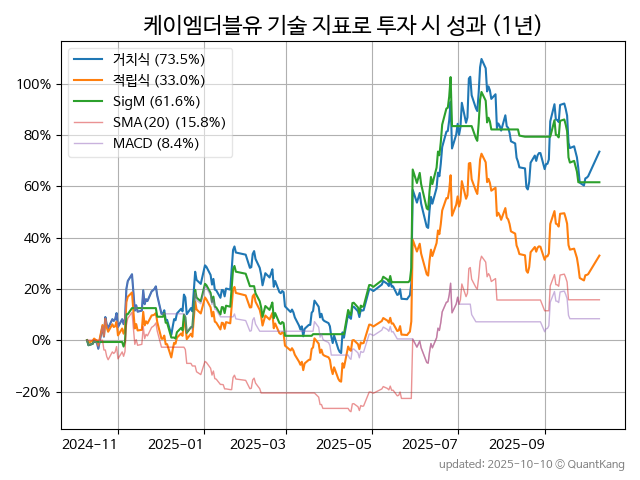 케이엠더블유 기술 지표로 투자 시 성과 (1년)
거치식 (73.5%)
적립식 (33.0%)
SigM (61.6%)
SMA(20) (15.8%)
MACD (8.4%)
100%
80%
60%
40%
20%
0%
−20%
2024-11
2025-01
2025-03
2025-05
2025-07
2025-09
updated: 2025-10-10 © QuantKang